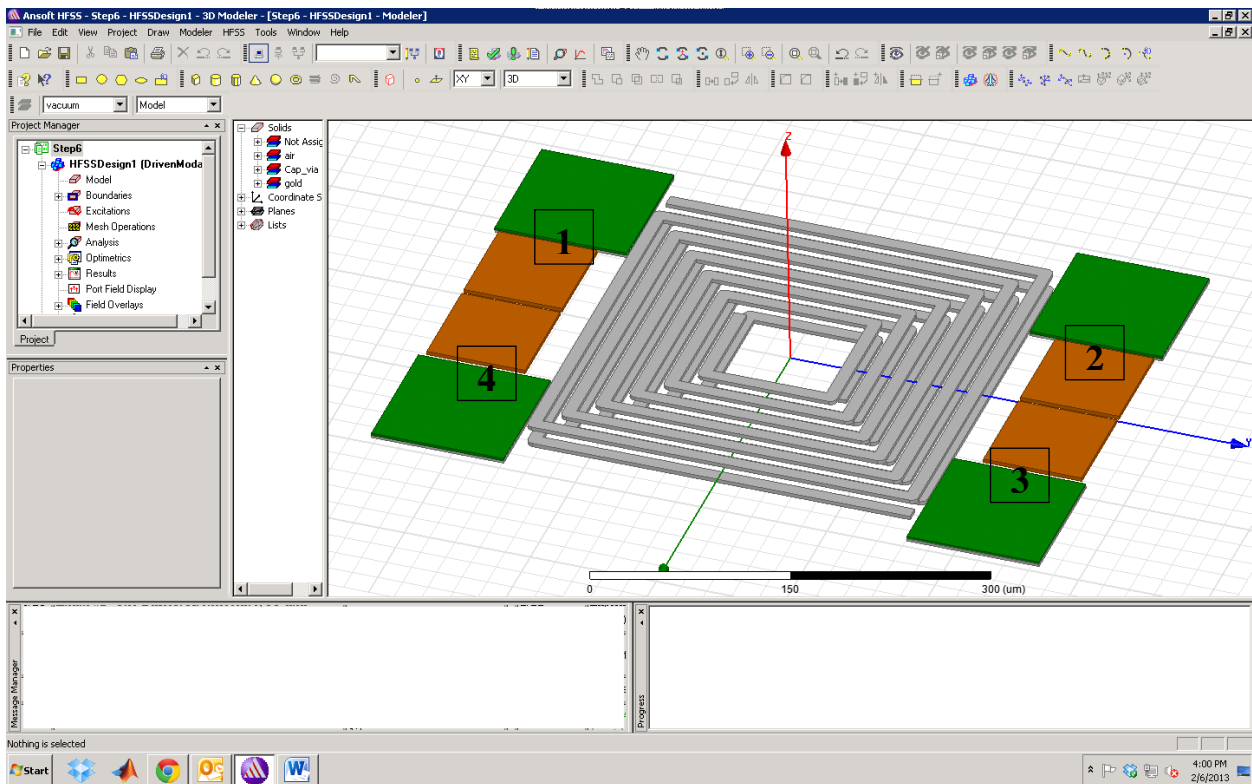 Ansoft HFSS - Step6 - HFSSDesign1 - 3D Modeler - [Step6 - HFSSDesign1 - Modeler]
File Edit View Project Draw Modeler HFSS Tools Window Help
XY 3D
vacuum Model
Project Manager
Step6
HFSSDesign1 (DrivenModa
Model
Boundaries
Excitations
Mesh Operations
Analysis
Optimetrics
Results
Port Field Display
Field Overlays
Project
Properties
Solids
Not Assig
air
Cap_via
gold
Coordinate S
Planes
Lists
Z
1
2
4
3
Y
0 150 300 (um)
Message Manager
Progress
Nothing is selected
Start
4:00 PM
2/6/2013